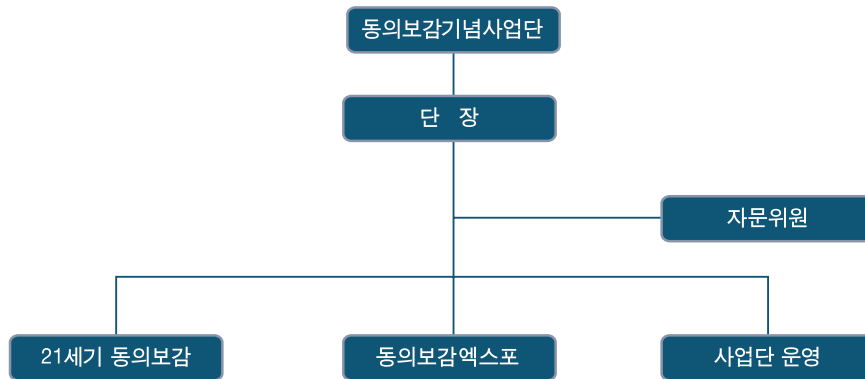 동의보감기념사업단
단 장
자문위원
21세기 동의보감
동의보감엑스포
사업단 운영